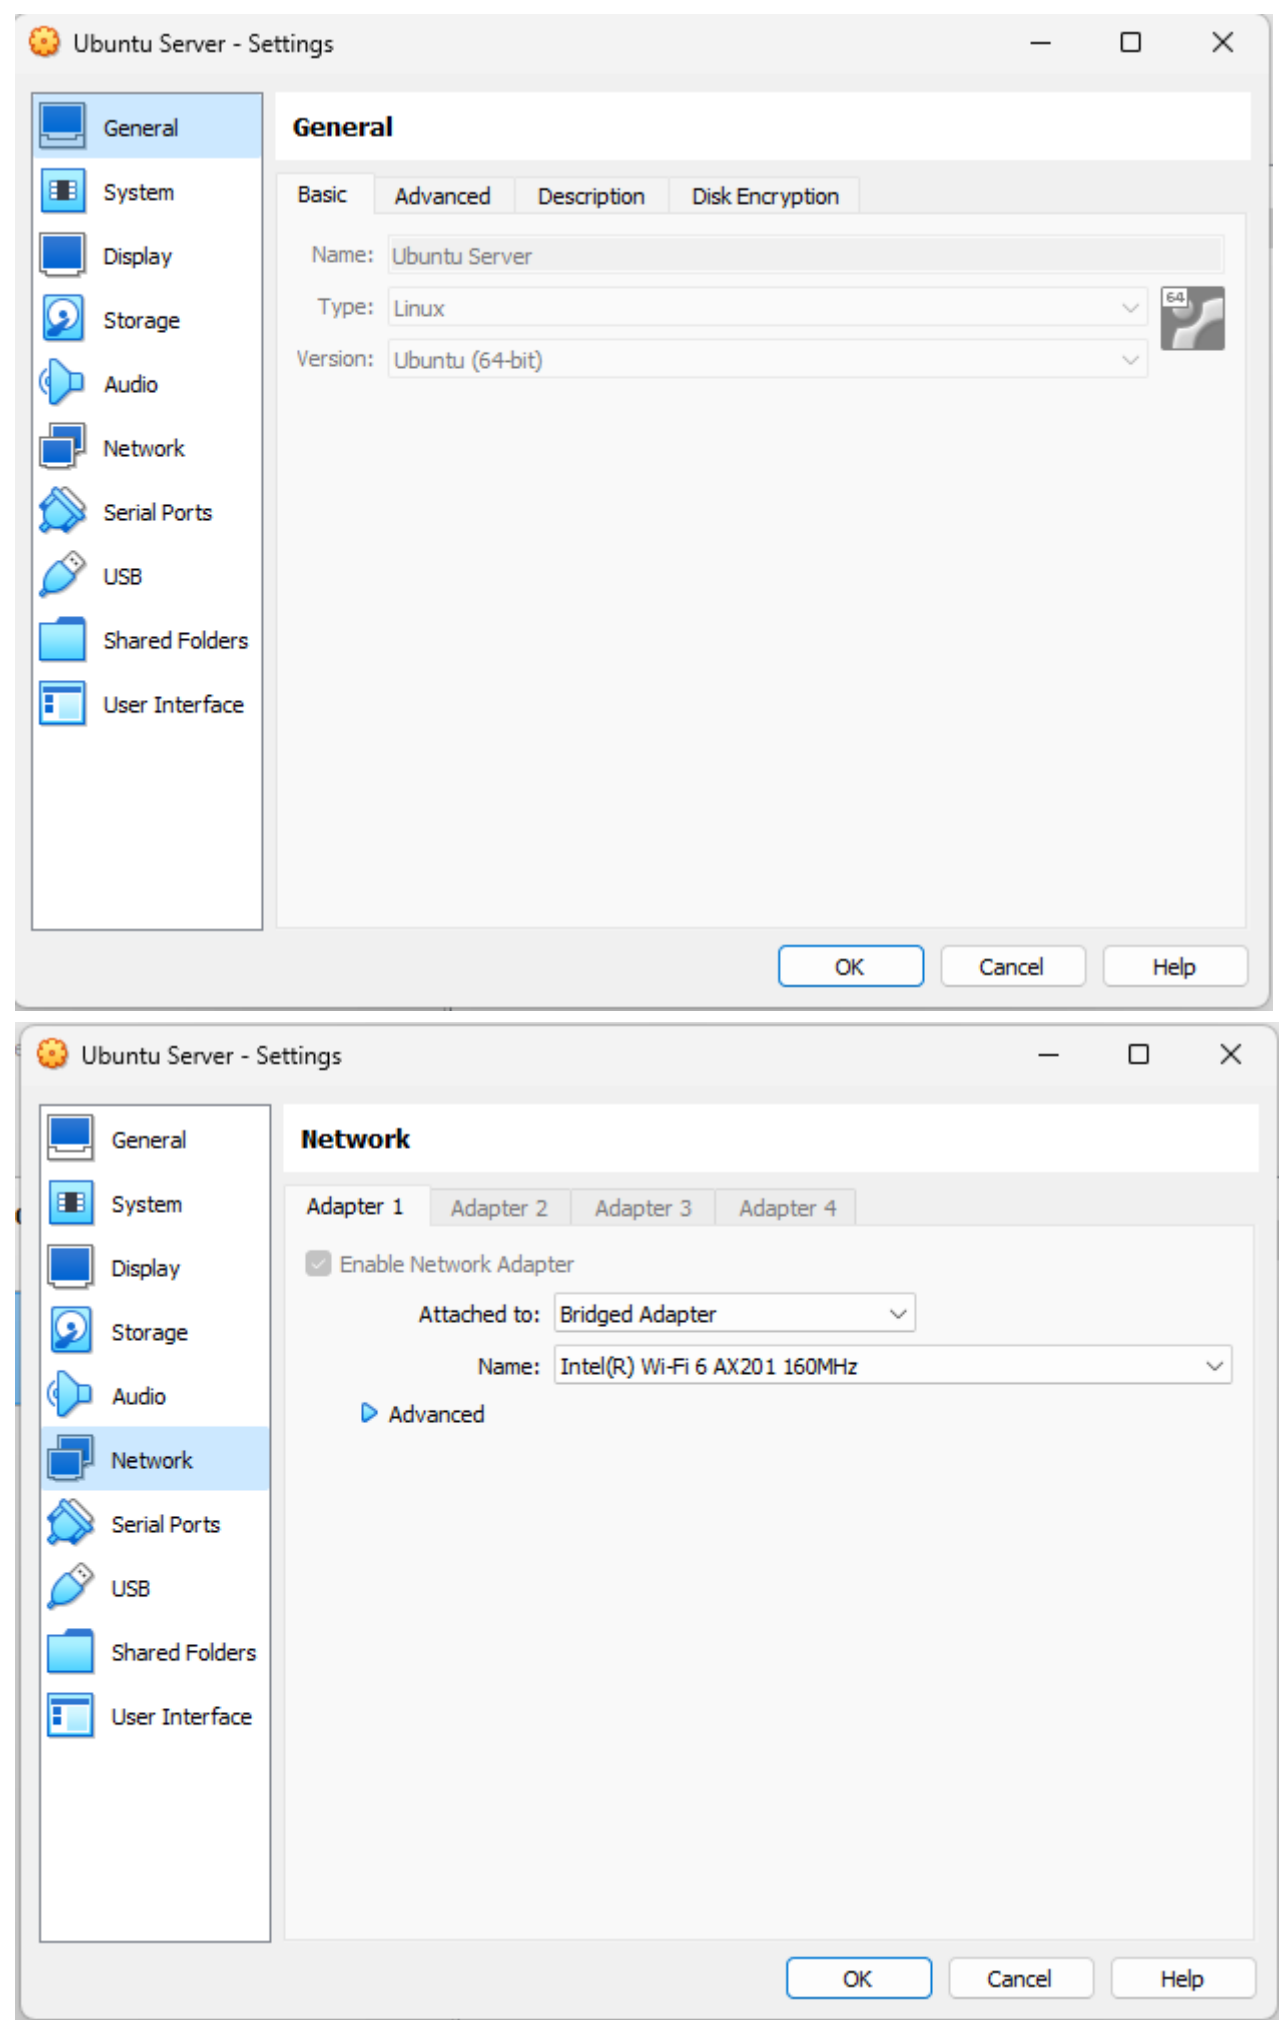 Ubuntu Server - Settings
General
System
Display
Storage
Audio
Network
Serial Ports
USB
Shared Folders
User Interface
General
Basic Advanced Description Disk Encryption
Name: Ubuntu Server
Type: Linux
64
Version: Ubuntu (64-bit)
OK Cancel Help
Ubuntu Server - Settings
General
System
Display
Storage
Audio
Network
Serial Ports
USB
Shared Folders
User Interface
Network
Adapter 1 Adapter 2 Adapter 3 Adapter 4
Enable Network Adapter
Attached to: Bridged Adapter
Name: Intel(R) Wi-Fi 6 AX201 160MHz
Advanced
OK Cancel Help